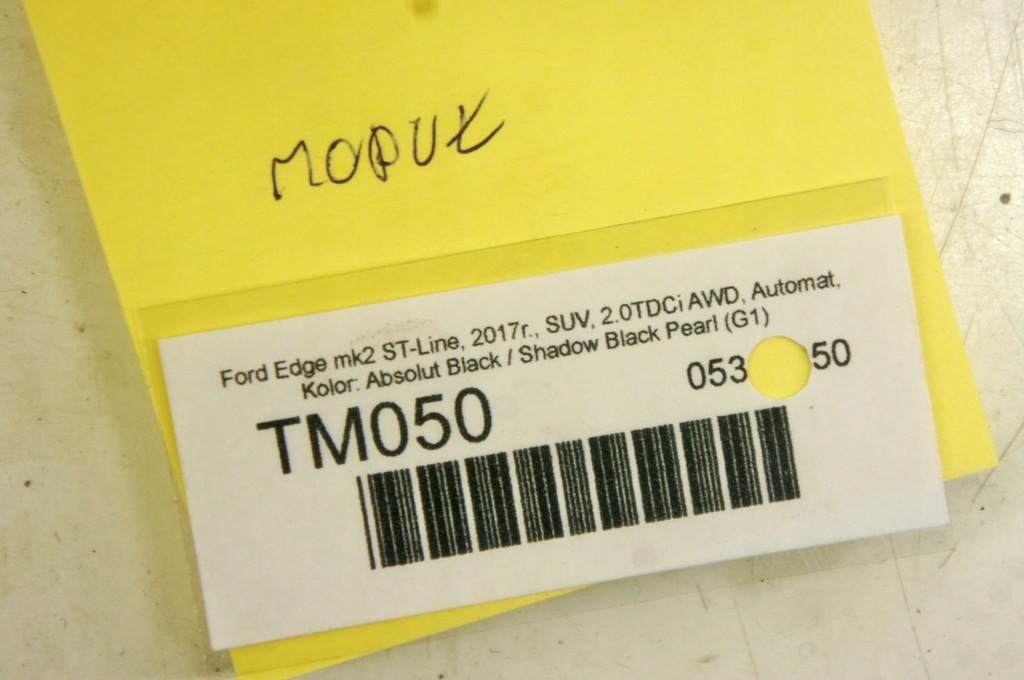 MODUŁ
Ford Edge mk2 ST-Line, 2017r., SUV, 2.0TDCi AWD, Automat,
Kolor: Absolut Black / Shadow Black Pearl (G1)
TM050
053 50